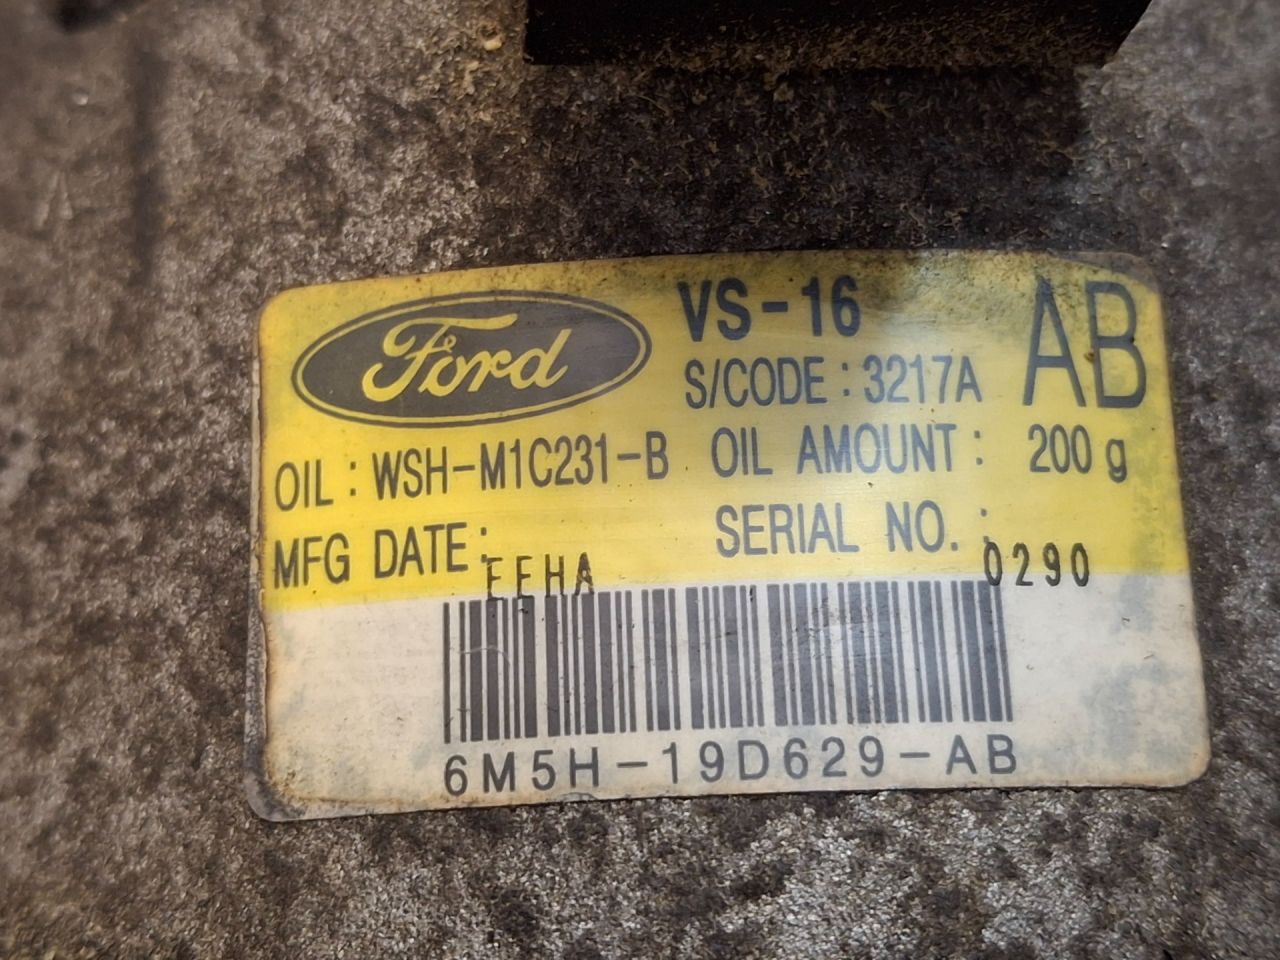 Ford VS-16 AB
S/CODE : 3217A
OIL : WSH-M1C231-B OIL AMOUNT : 200 g
MFG DATE : EEHA SERIAL NO. : 0290
6M5H-19D629-AB